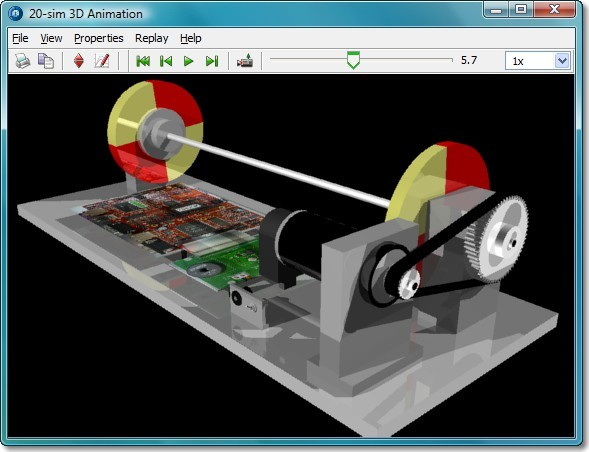 20-sim 3D Animation
File View Properties Replay Help
5.7 1x